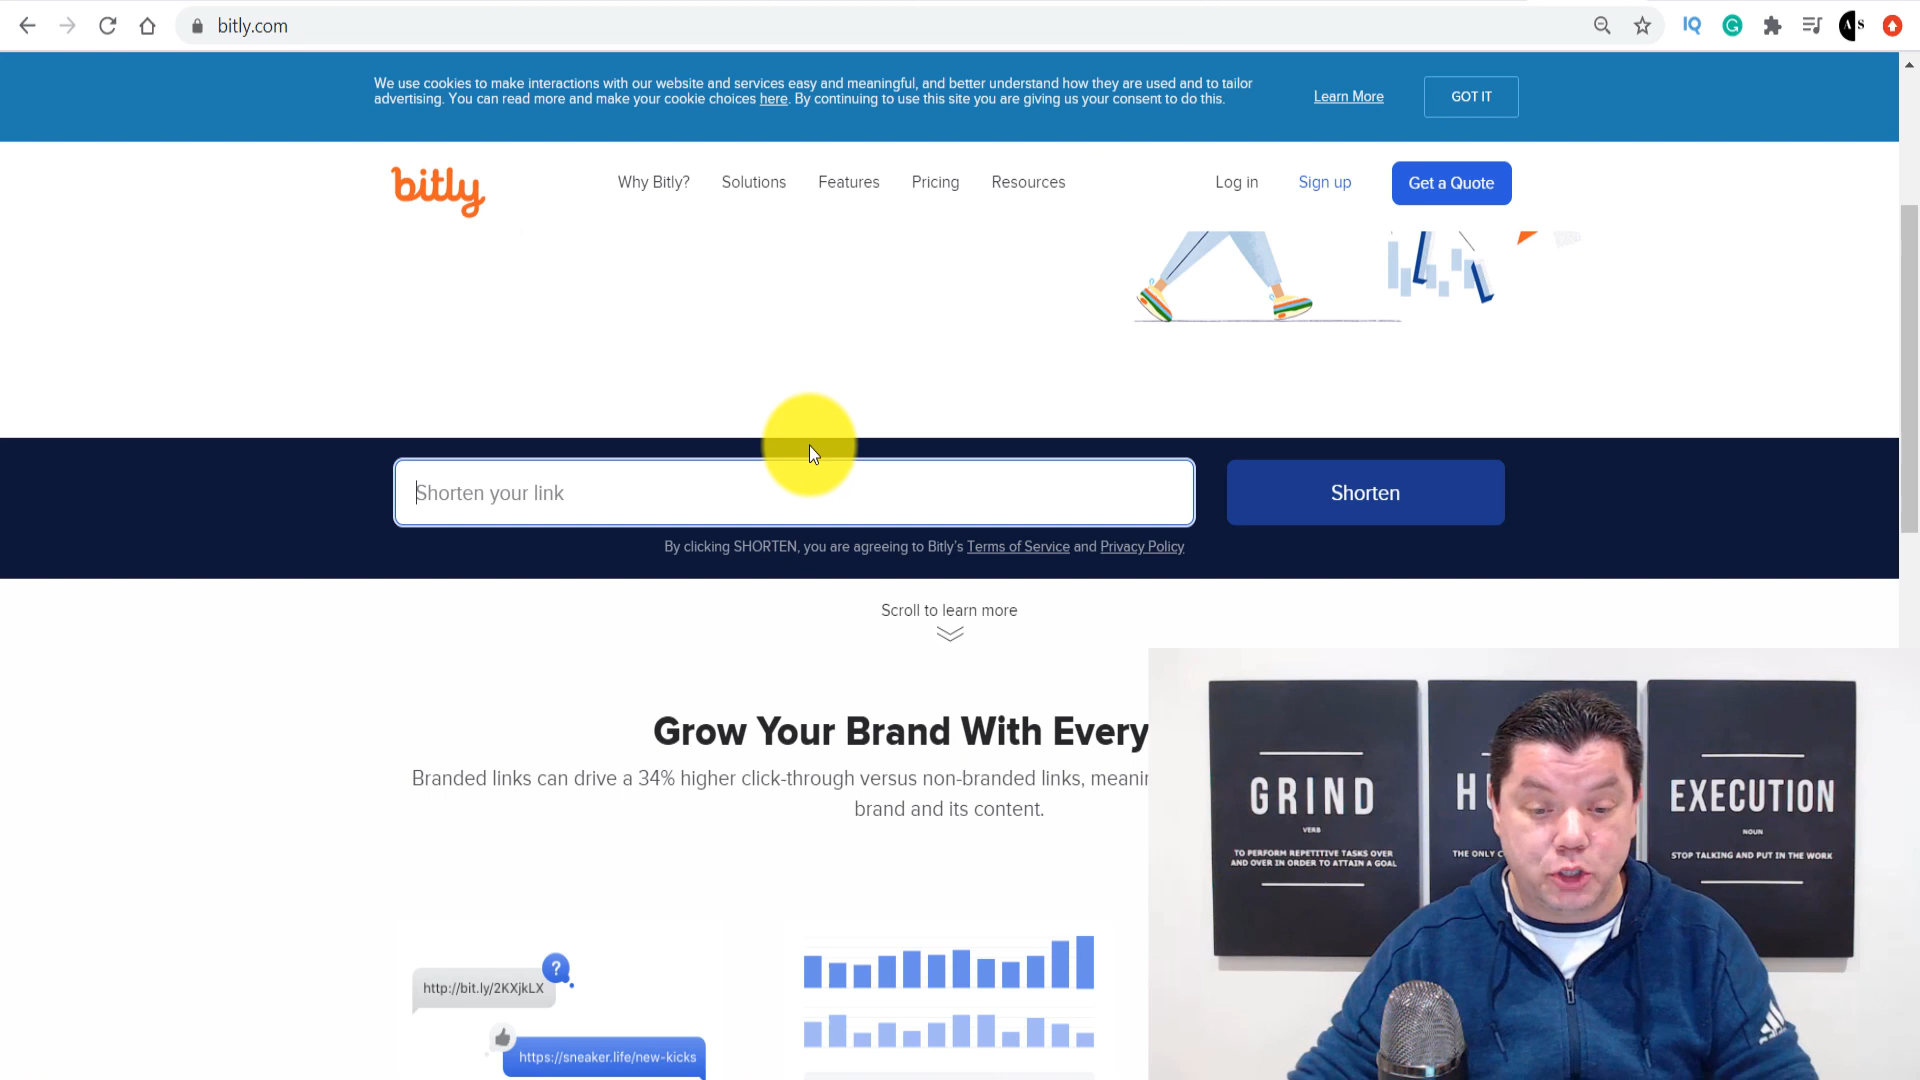 bitly.com
IQ
A S
We use cookies to make interactions with our website and services easy and meaningful, and better understand how they are used and to tailor
advertising. You can read more and make your cookie choices here. By continuing to use this site you are giving us your consent to do this.
Learn More
GOT IT
bitly
Why Bitly?
Solutions
Features
Pricing
Resources
Log in
Sign up
Get a Quote
Shorten your link
Shorten
By clicking SHORTEN, you are agreeing to Bitly's Terms of Service and Privacy Policy
Scroll to learn more
Grow Your Brand With Every
Branded links can drive a 34% higher click-through versus non-branded links,
brand and its content.
?
http://bit.ly/2KXjkLX
https://sneaker.life/new-kicks
GRIND
VERB
TO PERFORM REPETITIVE TASKS OVER
AND OVER IN ORDER TO ATTAIN A GOAL
H
THE ONLY
EXECUTION
NOUN
STOP TALKING AND PUT IN THE WORK